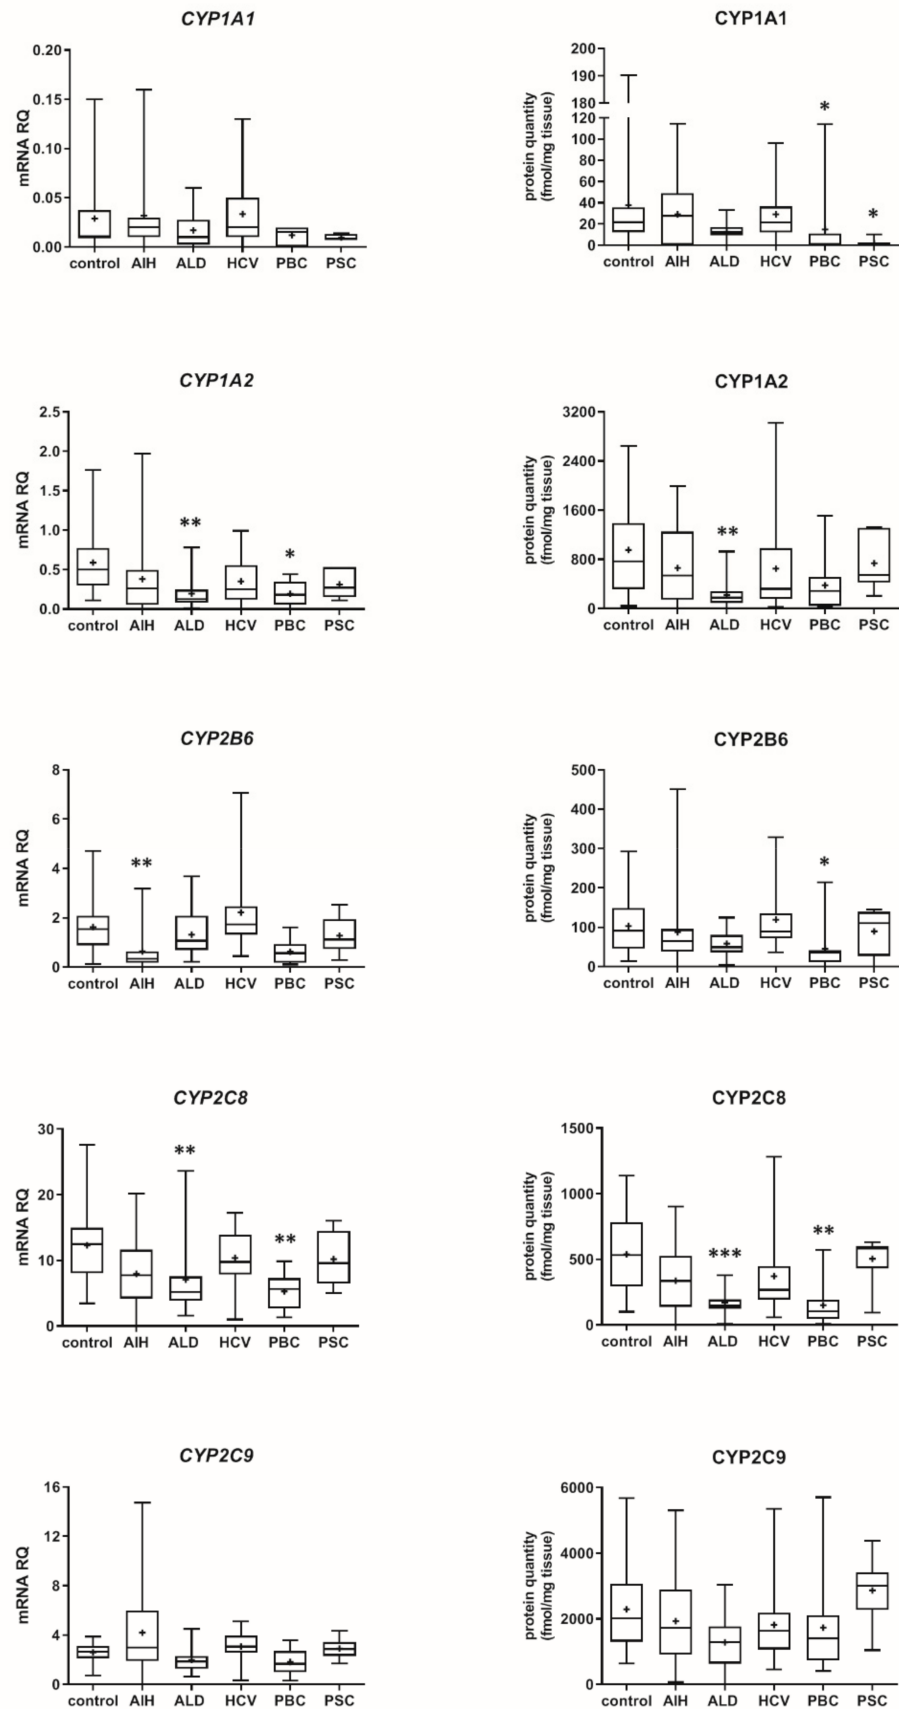 CYP1A1
mRNA RQ
0.20
0.15
0.10
0.05
0.00
control AIH ALD HCV PBC PSC
CYP1A1
protein quantity
(fmol/mg tissue)
200
190
180
120
100
80
60
40
20
0
*
*
control AIH ALD HCV PBC PSC
CYP1A2
mRNA RQ
2.5
2.0
1.5
1.0
0.5
0.0
**
*
control AIH ALD HCV PBC PSC
CYP1A2
protein quantity
(fmol/mg tissue)
3200
2400
1600
800
0
**
control AIH ALD HCV PBC PSC
CYP2B6
mRNA RQ
8
6
4
2
0
**
control AIH ALD HCV PBC PSC
CYP2B6
protein quantity
(fmol/mg tissue)
500
400
300
200
100
0
*
control AIH ALD HCV PBC PSC
CYP2C8
mRNA RQ
30
20
10
0
**
**
control AIH ALD HCV PBC PSC
CYP2C8
protein quantity
(fmol/mg tissue)
1500
1000
500
0
***
**
control AIH ALD HCV PBC PSC
CYP2C9
mRNA RQ
16
12
8
4
0
control AIH ALD HCV PBC PSC
CYP2C9
protein quantity
(fmol/mg tissue)
6000
4000
2000
0
control AIH ALD HCV PBC PSC